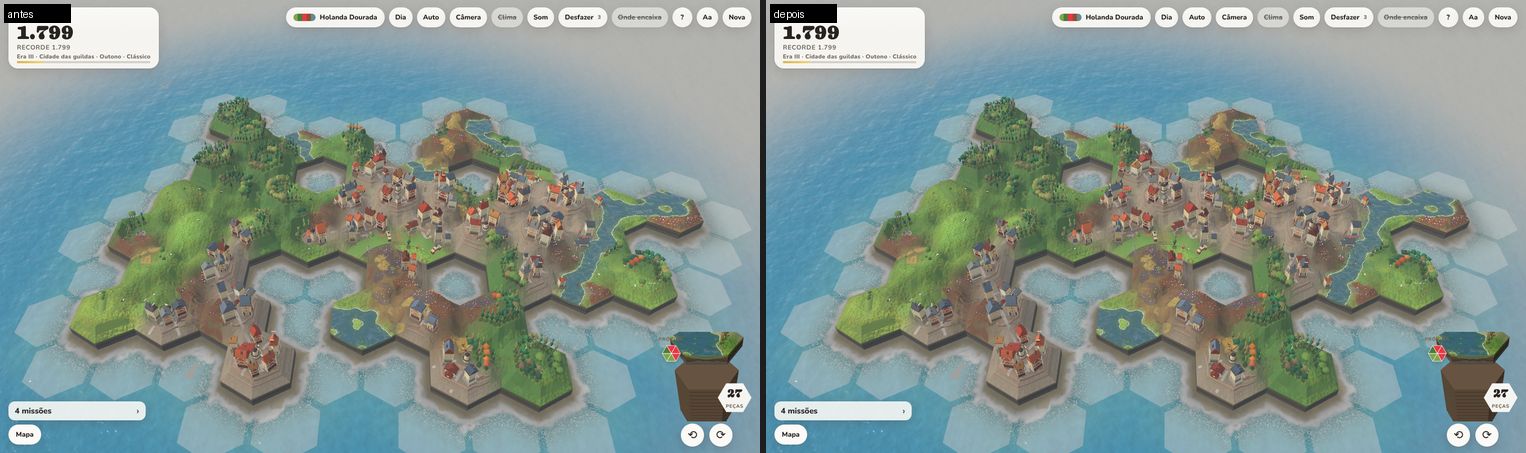 antes
1.799
RECORDE 1.799
Era III · Cidade das guildas · Outono · Clássico
Holanda Dourada
Dia
Auto
Câmera
Clima
Som
Desfazer 3
Onde encaixa
?
Aa
Nova
4 missões ›
Mapa
27
PEÇAS
⟲ ⟳
depois
1.799
RECORDE 1.799
Era III · Cidade das guildas · Outono · Clássico
Holanda Dourada
Dia
Auto
Câmera
Clima
Som
Desfazer 3
Onde encaixa
?
Aa
Nova
4 missões ›
Mapa
27
PEÇAS
⟲ ⟳